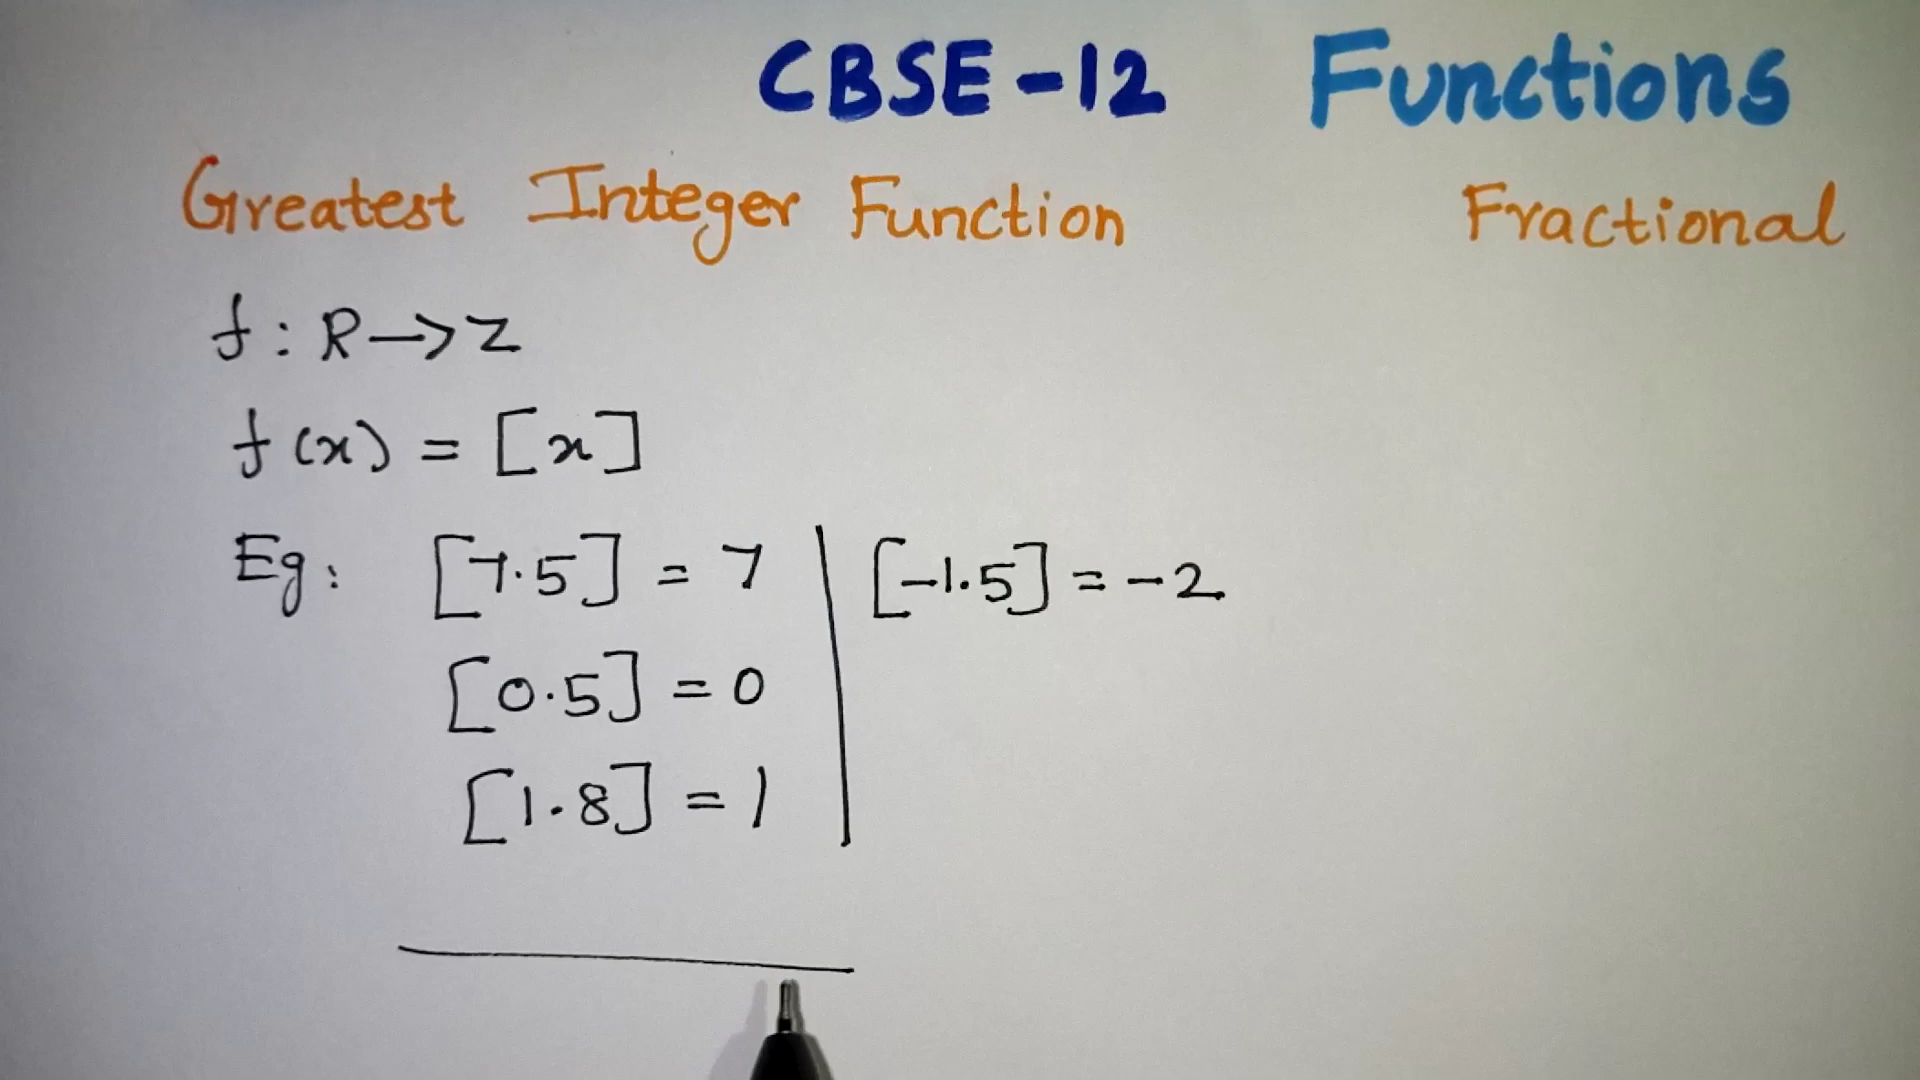 CBSE-12 Functions
Greatest Integer Function Fractional
f : R → Z
f(x) = [x]
Eg: [7.5] = 7 | [-1.5] = -2
[0.5] = 0
[1.8] = 1